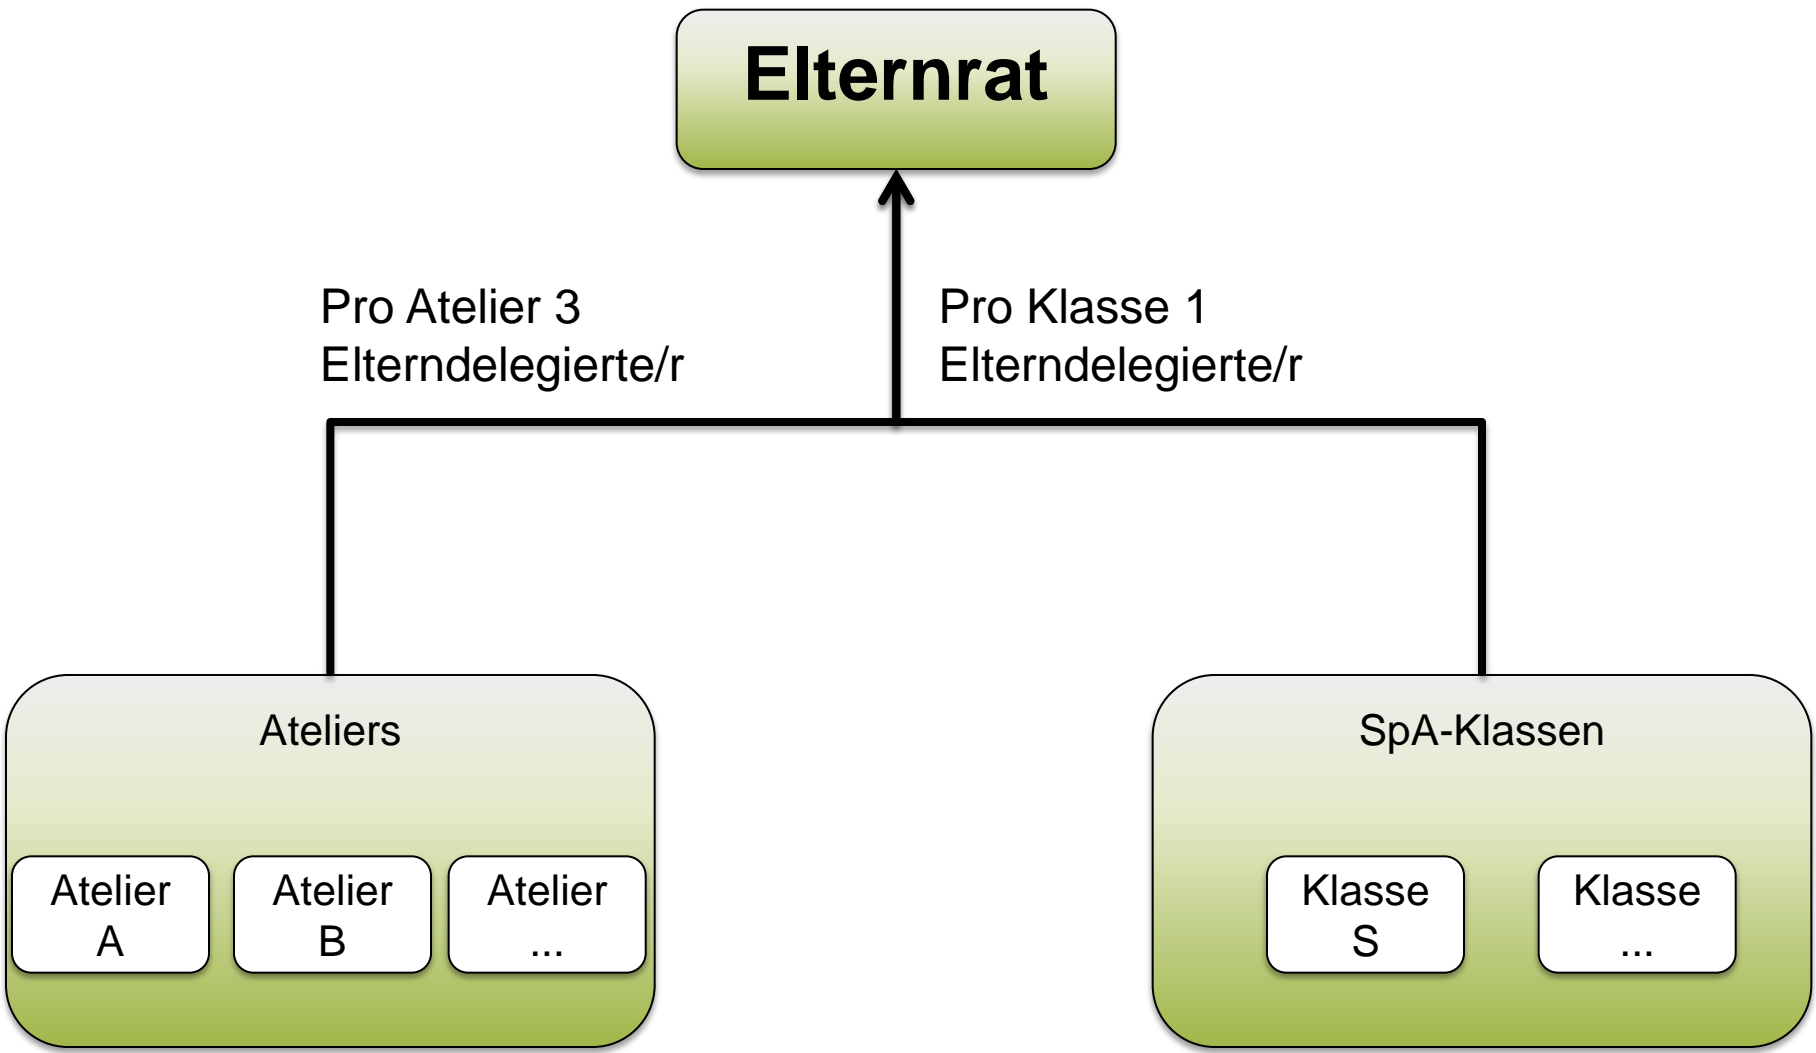 Elternrat
Pro Atelier 3
Elterndelegierte/r
Pro Klasse 1
Elterndelegierte/r
Ateliers
Atelier
A
Atelier
B
Atelier
...
SpA-Klassen
Klasse
S
Klasse
...